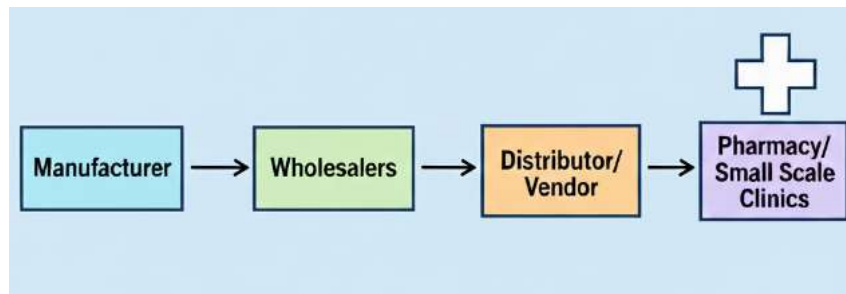 Manufacturer
Wholesalers
Distributor/
Vendor
Pharmacy/
Small Scale
Clinics